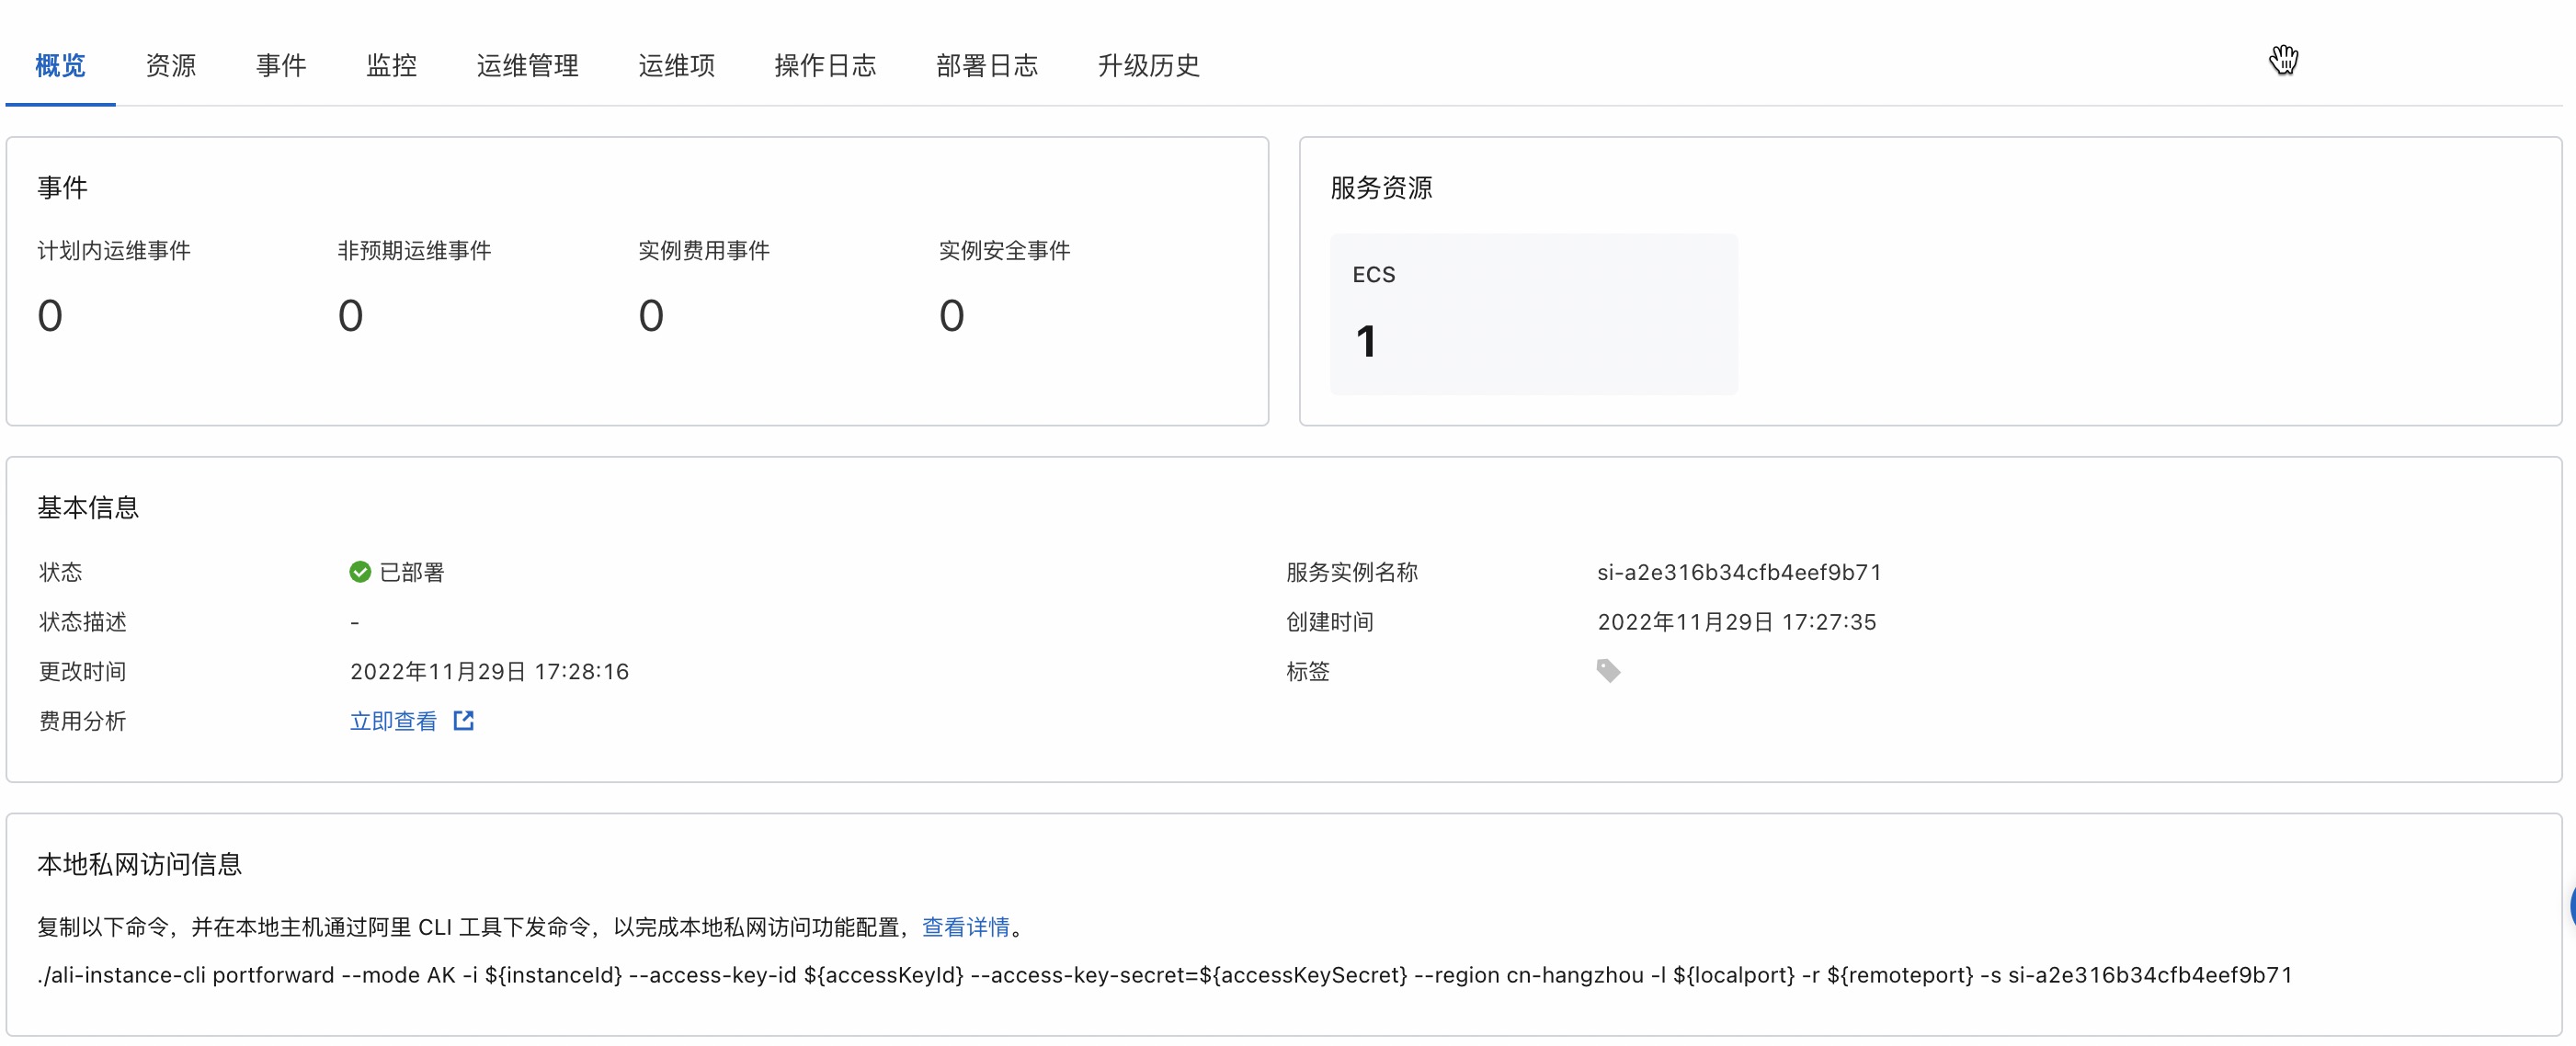 概览 资源 事件 监控 运维管理 运维项 操作日志 部署日志 升级历史
事件
计划内运维事件 非预期运维事件 实例费用事件 实例安全事件
0 0 0 0
服务资源
ECS
1
基本信息
状态 已部署 服务实例名称 si-a2e316b34cfb4eef9b71
状态描述 - 创建时间 2022年11月29日 17:27:35
更改时间 2022年11月29日 17:28:16 标签
费用分析 立即查看
本地私网访问信息
复制以下命令，并在本地主机通过阿里 CLI 工具下发命令，以完成本地私网访问功能配置，查看详情。
./ali-instance-cli portforward --mode AK -i ${instanceId} --access-key-id ${accessKeyId} --access-key-secret=${accessKeySecret} --region cn-hangzhou -l ${localport} -r ${remoteport} -s si-a2e316b34cfb4eef9b71